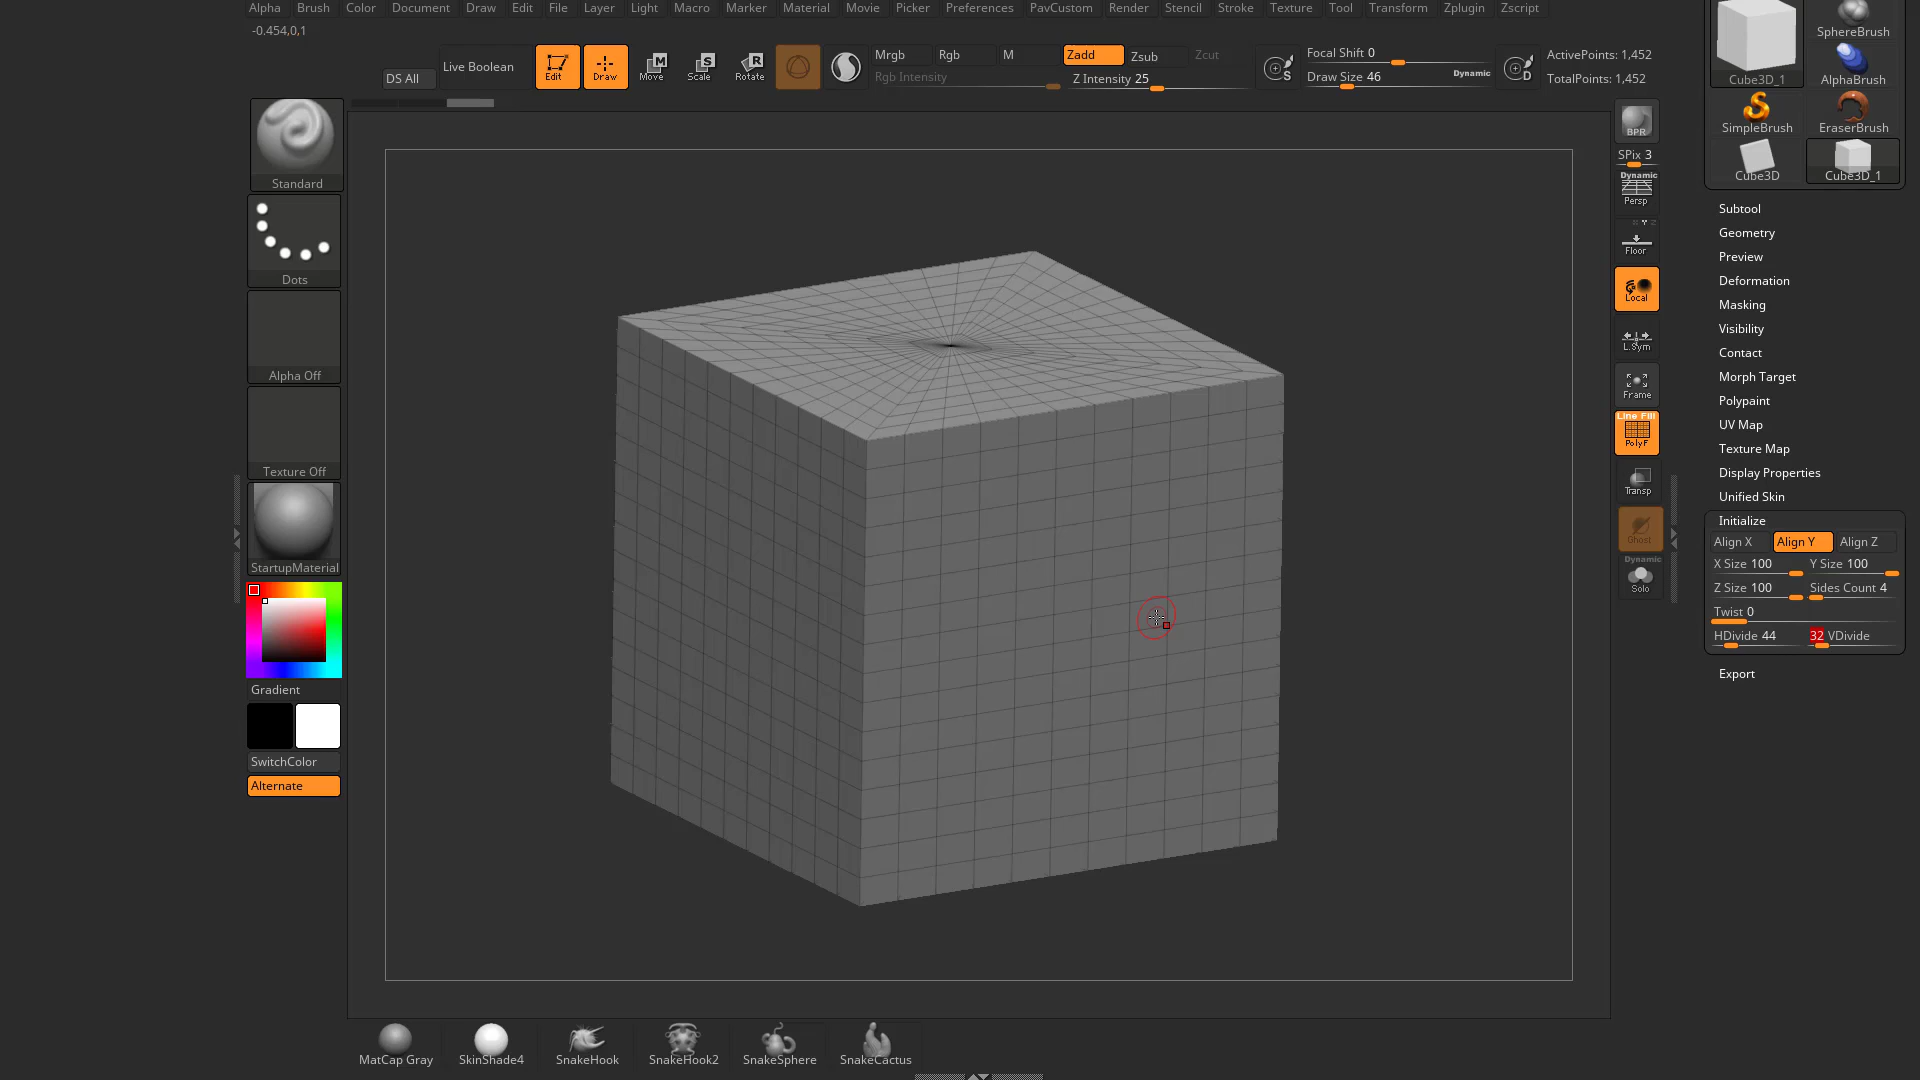 Alpha Brush Color Document Draw Edit File Layer Light Macro Marker Material Movie Picker Preferences PavCustom Render Stencil Stroke Texture Tool Transform Zplugin Zscript
-0.454,0,1
DS All
Live Boolean
Edit
Draw
Move
Scale
Rotate
Mrgb Rgb M Zadd Zsub Zcut
Rgb Intensity
Z Intensity 25
Focal Shift 0
Draw Size 46
Dynamic
ActivePoints: 1,452
TotalPoints: 1,452
Standard
Dots
Alpha Off
Texture Off
StartupMaterial
Gradient
SwitchColor
Alternate
BPR
SPix 3
Dynamic
Persp
Floor
Local
L.Sym
Frame
Line Fill
PolyF
Transp
Ghost
Dynamic
Solo
Cube3D_1
SphereBrush
AlphaBrush
SimpleBrush
EraserBrush
Cube3D
Cube3D_1
Subtool
Geometry
Preview
Deformation
Masking
Visibility
Contact
Morph Target
Polypaint
UV Map
Texture Map
Display Properties
Unified Skin
Initialize
Align X Align Y Align Z
X Size 100 Y Size 100
Z Size 100 Sides Count 4
Twist 0
HDivide 44 32 VDivide
Export
MatCap Gray SkinShade4 SnakeHook SnakeHook2 SnakeSphere SnakeCactus